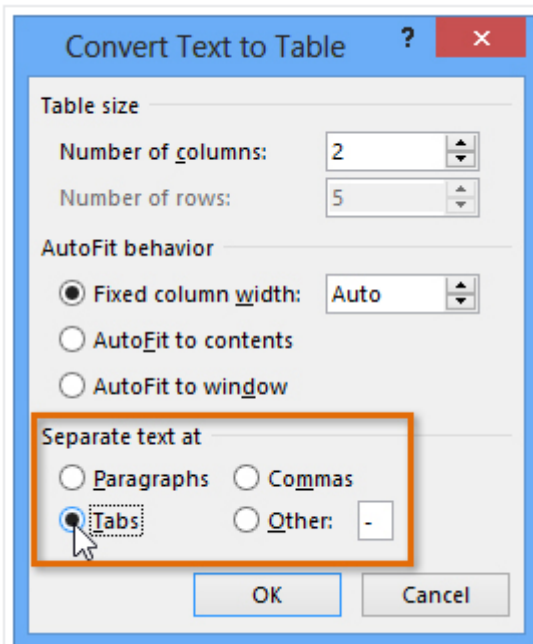 Convert Text to Table ? ×
Table size
Number of columns: 2
Number of rows: 5
AutoFit behavior
Fixed column width: Auto
AutoFit to contents
AutoFit to window
Separate text at
Paragraphs Commas
Tabs Other: -
OK Cancel